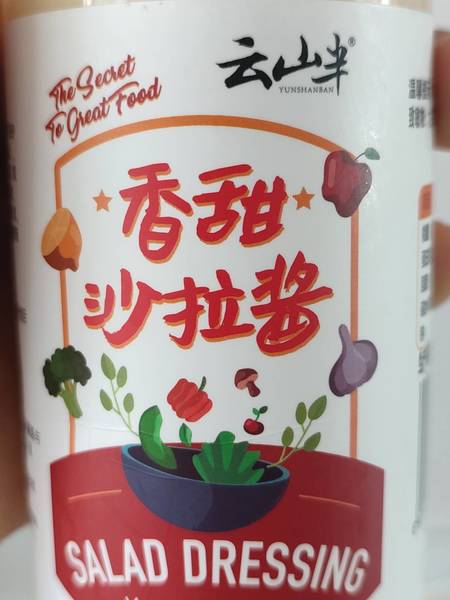 The Secret
To Great Food
云山半®
YUNSHANBAN
香甜
沙拉酱
SALAD DRESSING